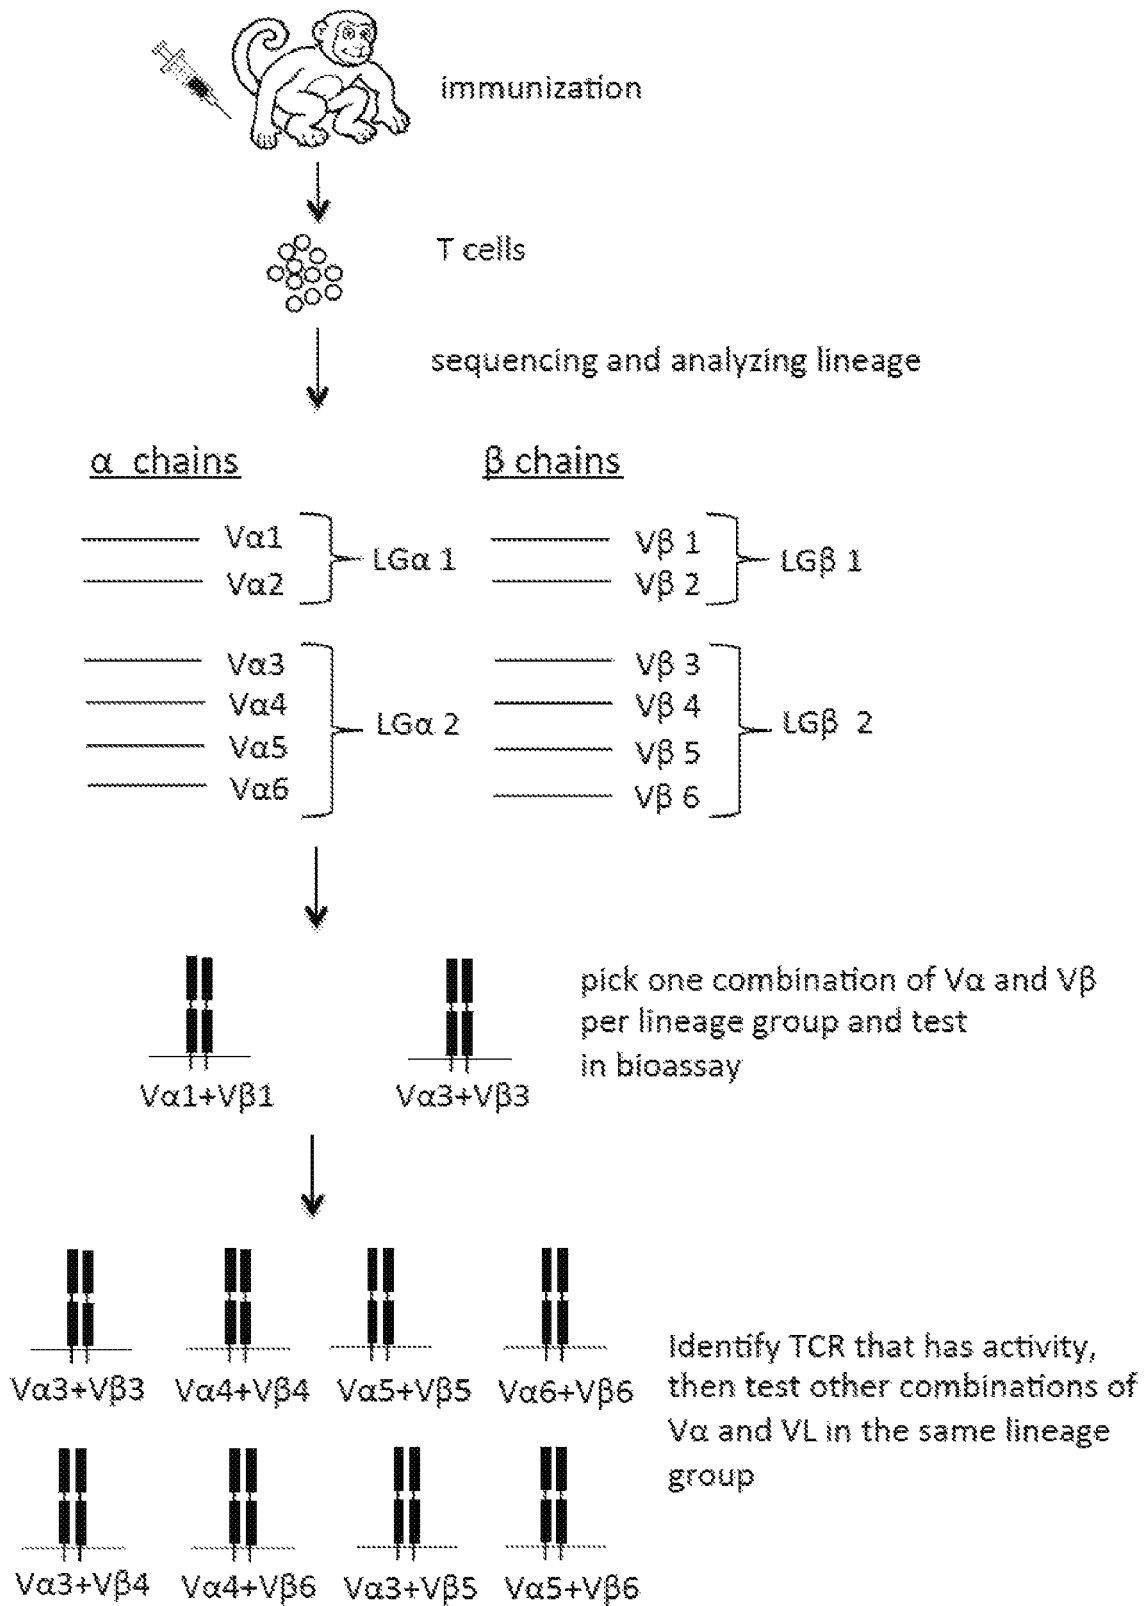 immunization
T cells
sequencing and analyzing lineage
α chains
β chains
Vα1
Vα2
LGα 1
Vβ 1
Vβ 2
LGβ 1
Vα3
Vα4
Vα5
Vα6
LGα 2
Vβ 3
Vβ 4
Vβ 5
Vβ 6
LGβ 2
pick one combination of Vα and Vβ
per lineage group and test
in bioassay
Vα1+Vβ1
Vα3+Vβ3
Vα3+Vβ3
Vα4+Vβ4
Vα5+Vβ5
Vα6+Vβ6
Identify TCR that has activity,
then test other combinations of
Vα and VL in the same lineage
group
Vα3+Vβ4
Vα4+Vβ6
Vα3+Vβ5
Vα5+Vβ6